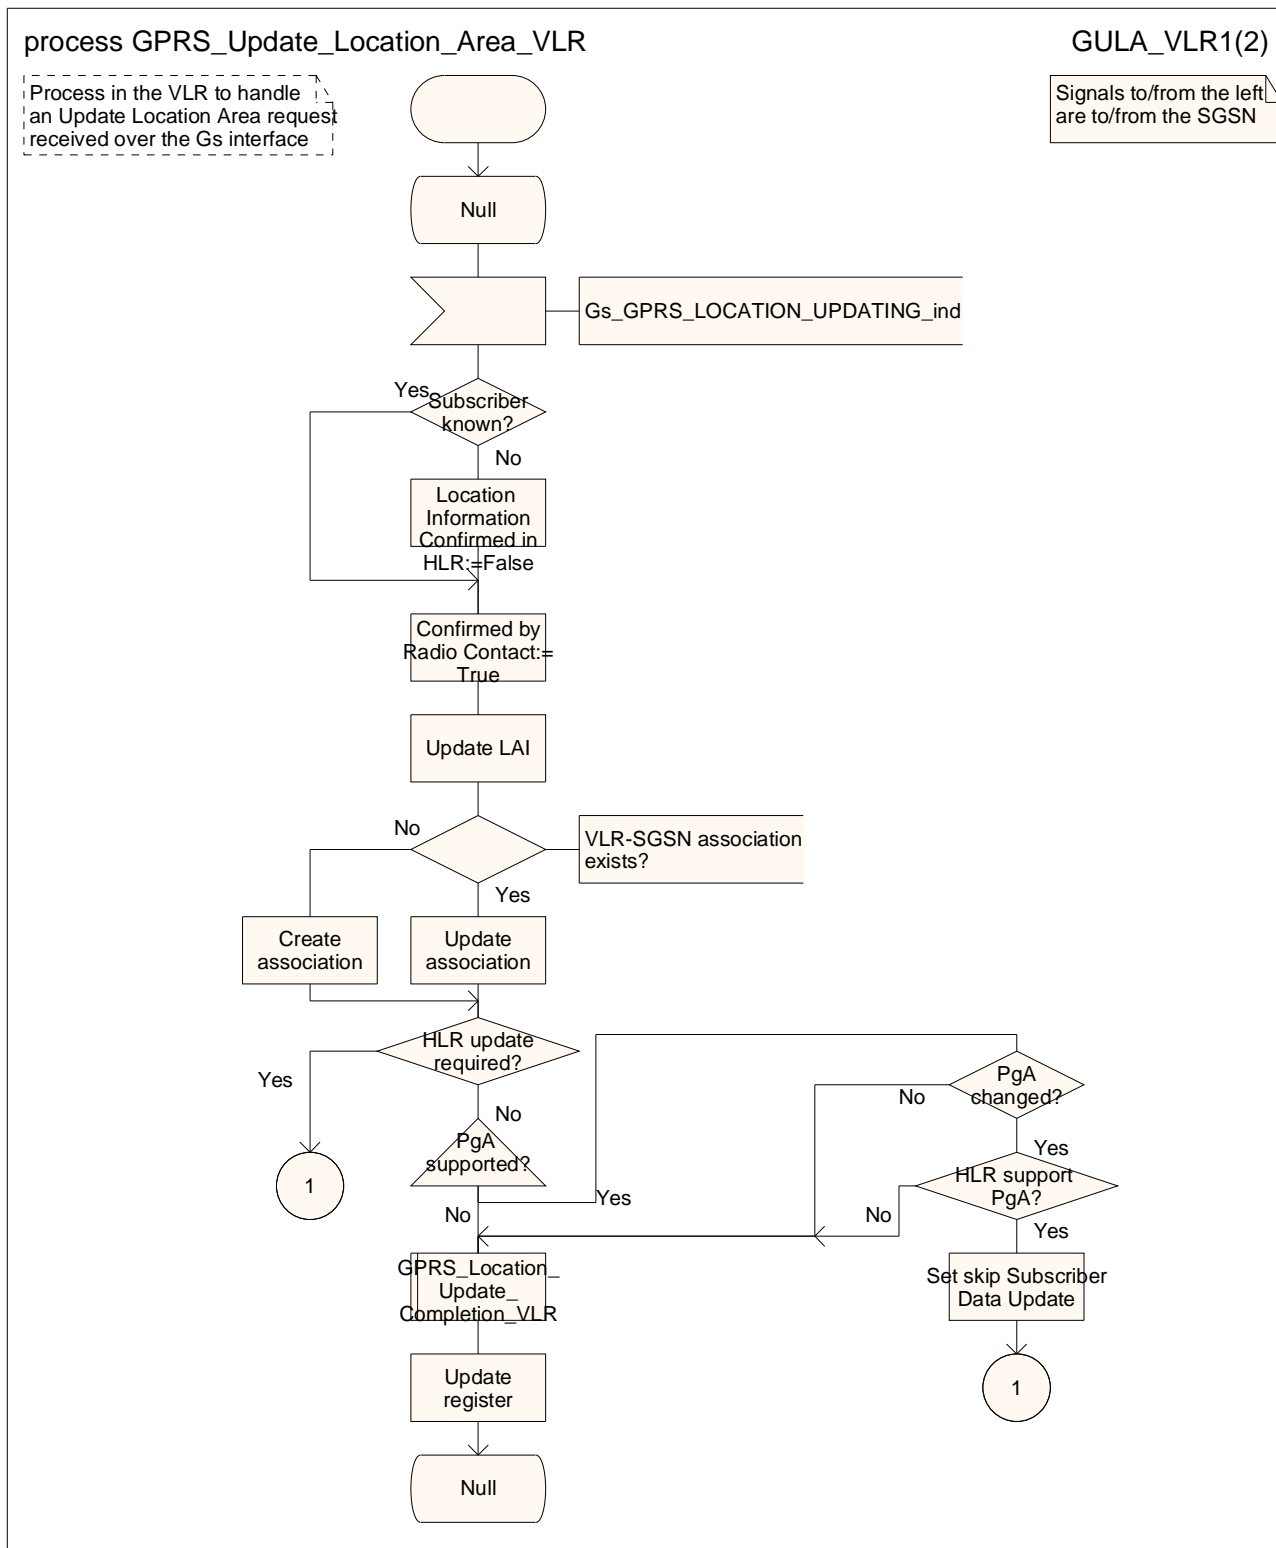 process GPRS_Update_Location_Area_VLR
GULA_VLR1(2)
Process in the VLR to handle
an Update Location Area request
received over the Gs interface
Signals to/from the left
are to/from the SGSN
Null
Gs_GPRS_LOCATION_UPDATING_ind
Yes
Subscriber
known?
No
Location
Information
Confirmed in
HLR:=False
Confirmed by
Radio Contact:=
True
Update LAI
No
VLR-SGSN association
exists?
Yes
Create
association
Update
association
HLR update
required?
Yes
No
PgA
changed?
No
Yes
PgA
supported?
1
Yes
No
HLR support
PgA?
No
Yes
GPRS_Location_
Update_
Completion_VLR
Set skip Subscriber
Data Update
Update
register
1
Null